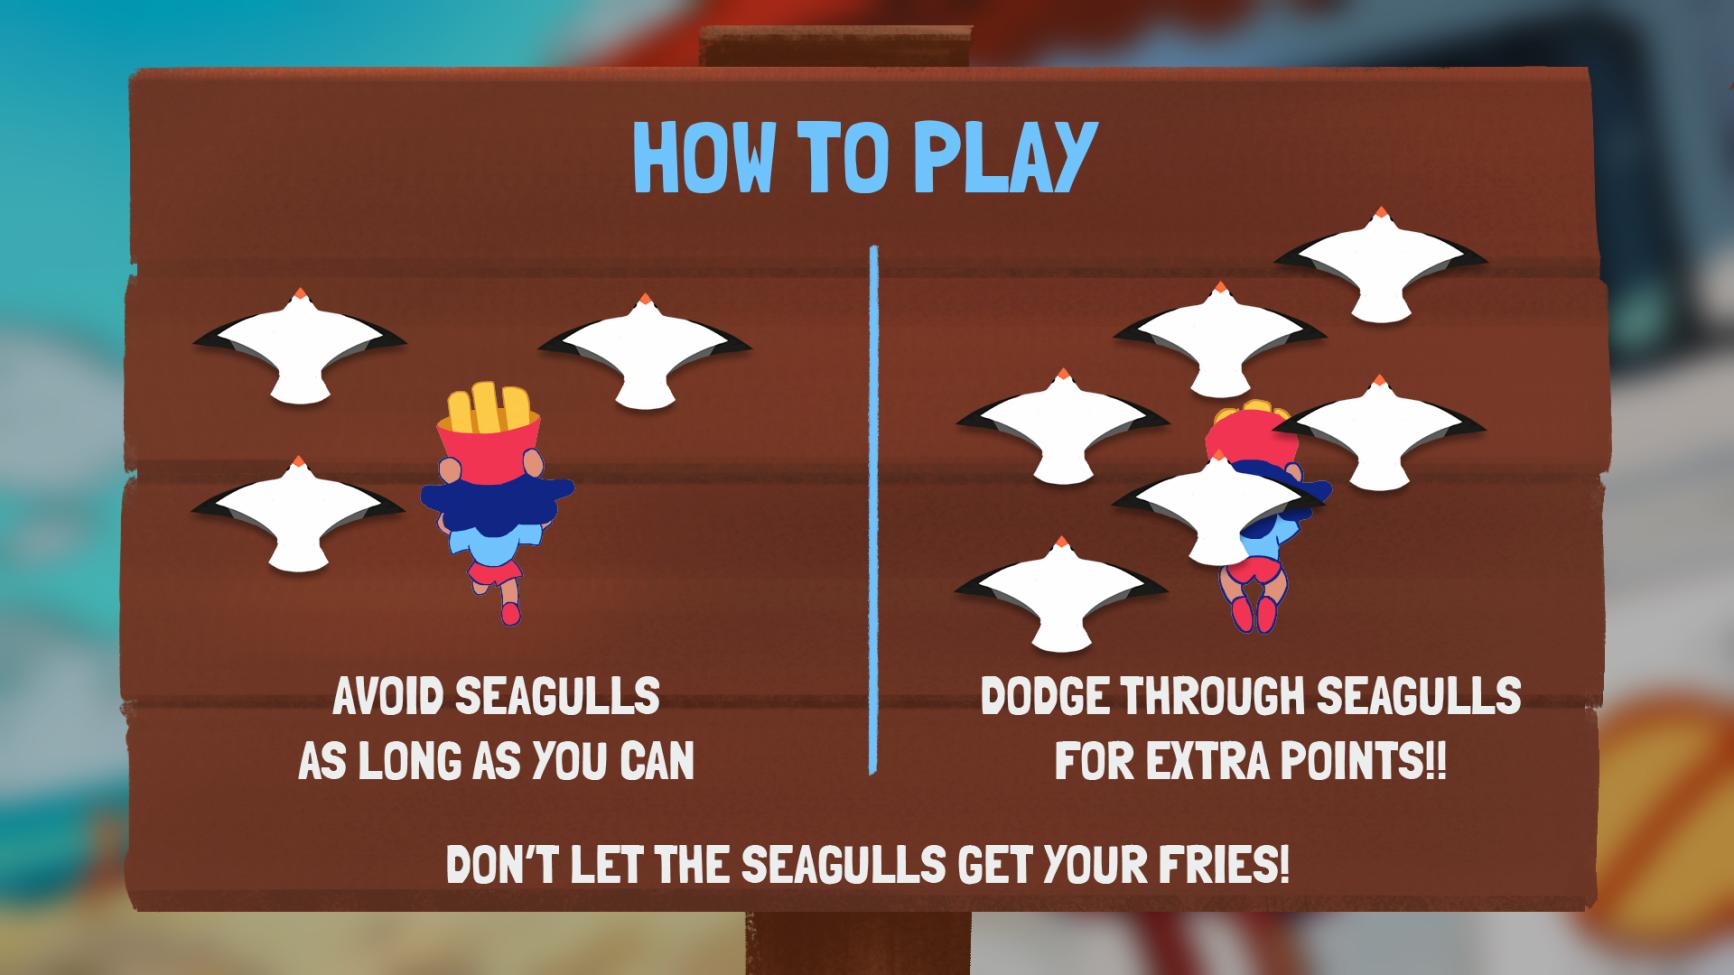 HOW TO PLAY
AVOID SEAGULLS
AS LONG AS YOU CAN
DODGE THROUGH SEAGULLS
FOR EXTRA POINTS!!
DON'T LET THE SEAGULLS GET YOUR FRIES!